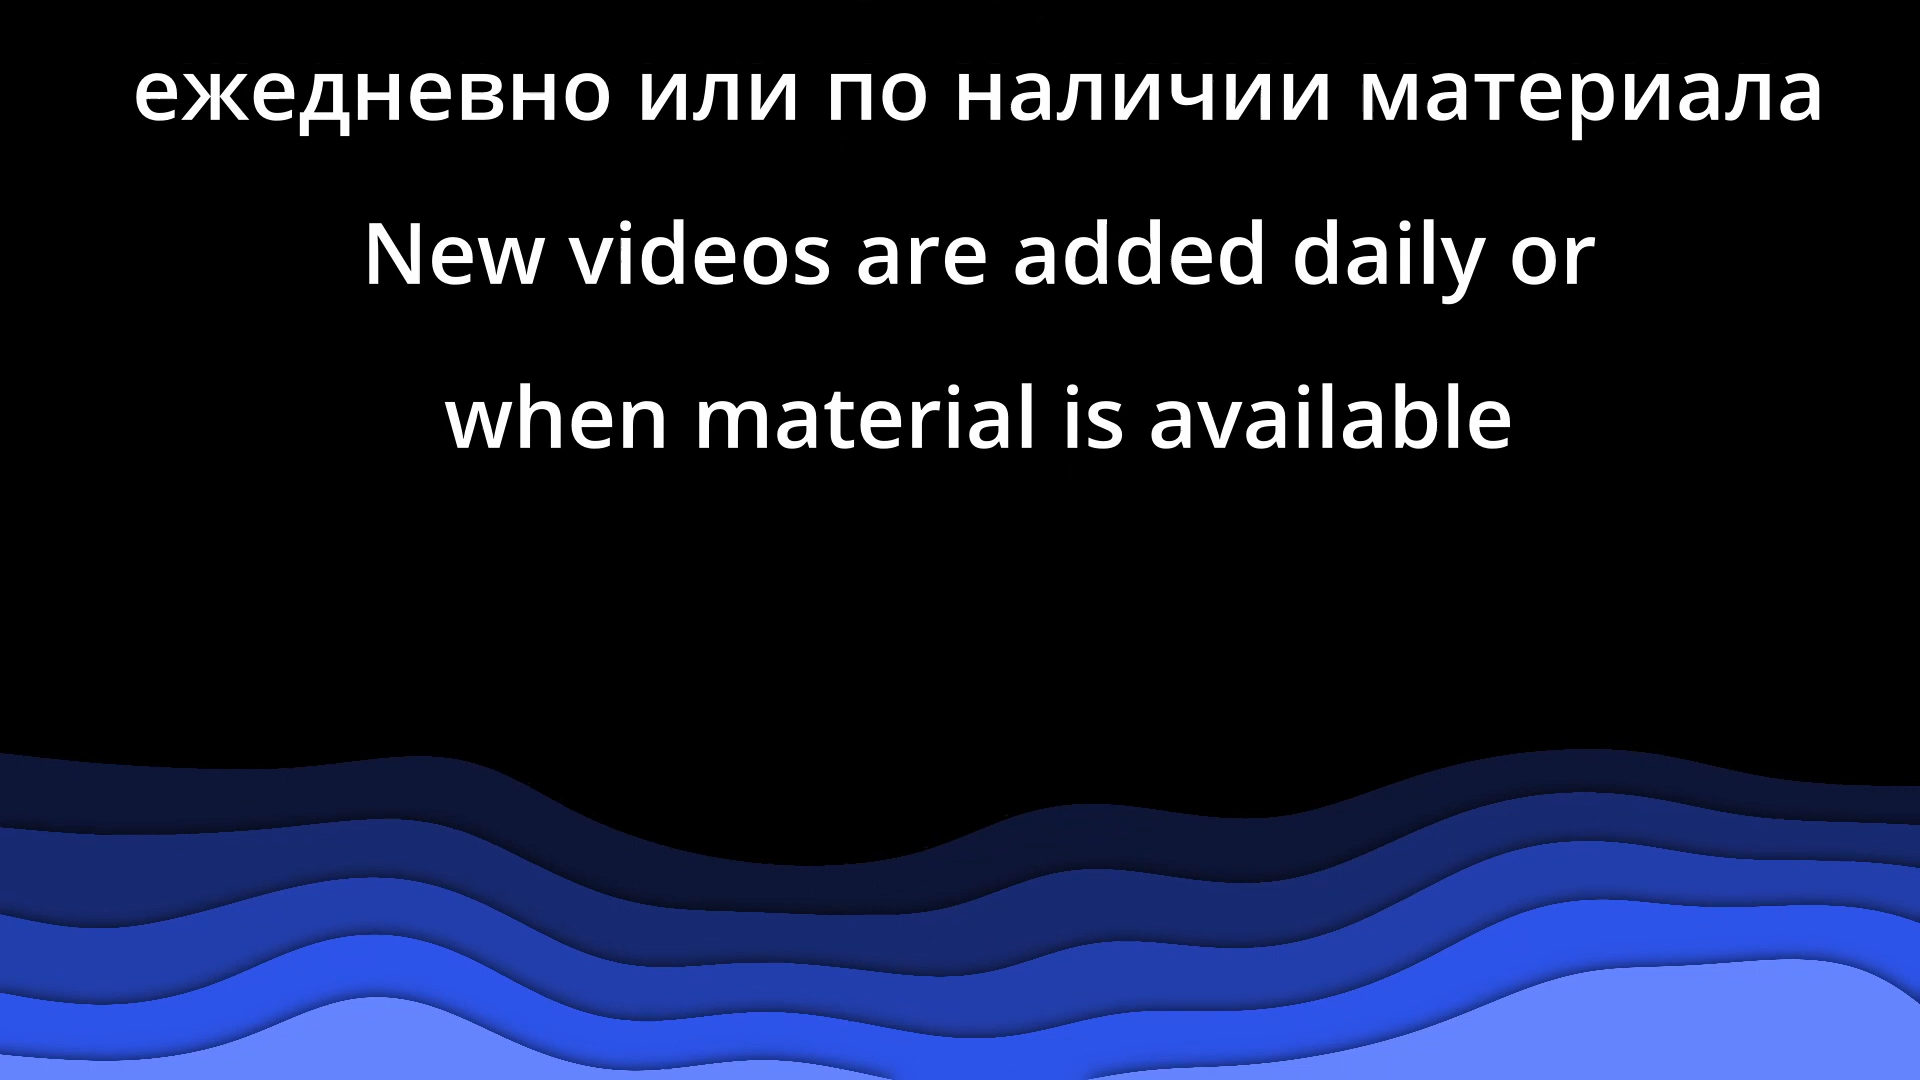 ежедневно или по наличии материала
New videos are added daily or
when material is available